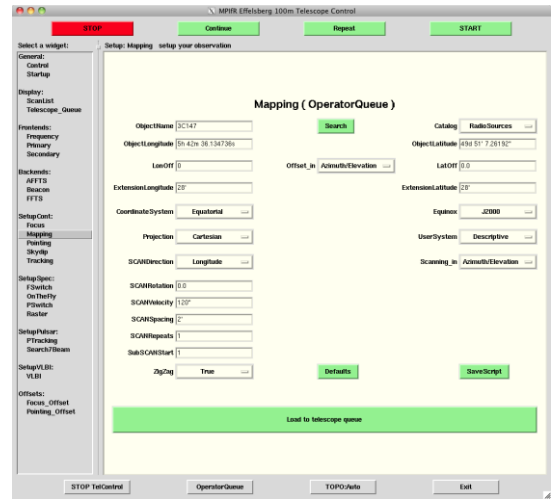 MPIfR Effelsberg 100m Telescope Control
STOP Continue Repeat START
Select a widget:
General:
Control
Startup
Display:
ScanList
Telescope_Queue
Frontends:
Frequency
Primary
Secondary
Backends:
AFFTS
Beacon
FFTS
SetupCont:
Focus
Mapping
Pointing
Skydip
Tracking
SetupSpec:
FSwitch
OnTheFly
PSwitch
Raster
SetupPulsar:
PTracking
Search7Beam
SetupVLBI:
VLBI
Offsets:
Focus_Offset
Pointing_Offset
Setup: Mapping setup your observation
Mapping ( OperatorQueue )
ObjectName 3C147 Search Catalog RadioSources
ObjectLongitude 5h 42m 36.134736s ObjectLatitude 49d 51' 7.26192"
LonOff 0 Offset_in Azimuth/Elevation LatOff 0.0
ExtensionLongitude 28' ExtensionLatitude 28'
CoordinateSystem Equatorial Equinox J2000
Projection Cartesian UserSystem Descriptive
SCANDirection Longitude Scanning_in Azimuth/Elevation
SCANRotation 0.0
SCANVelocity 120"
SCANSpacing 2'
SCANRepeats 1
SubSCANStart 1
ZigZag True Defaults SaveScript
Load to telescope queue
STOP TelControl OperatorQueue TOPO:Auto Exit